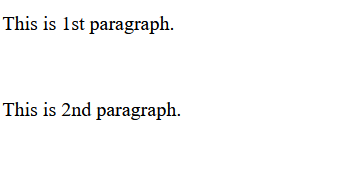 This is 1st paragraph.
This is 2nd paragraph.